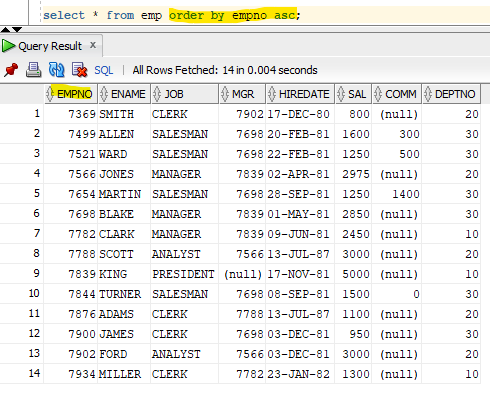 select * from emp order by empno asc;
Query Result x
SQL | All Rows Fetched: 14 in 0.004 seconds
EMPNO ENAME JOB MGR HIREDATE SAL COMM DEPTNO
1 7369 SMITH CLERK 7902 17-DEC-80 800 (null) 20
2 7499 ALLEN SALESMAN 7698 20-FEB-81 1600 300 30
3 7521 WARD SALESMAN 7698 22-FEB-81 1250 500 30
4 7566 JONES MANAGER 7839 02-APR-81 2975 (null) 20
5 7654 MARTIN SALESMAN 7698 28-SEP-81 1250 1400 30
6 7698 BLAKE MANAGER 7839 01-MAY-81 2850 (null) 30
7 7782 CLARK MANAGER 7839 09-JUN-81 2450 (null) 10
8 7788 SCOTT ANALYST 7566 13-JUL-87 3000 (null) 20
9 7839 KING PRESIDENT (null) 17-NOV-81 5000 (null) 10
10 7844 TURNER SALESMAN 7698 08-SEP-81 1500 0 30
11 7876 ADAMS CLERK 7788 13-JUL-87 1100 (null) 20
12 7900 JAMES CLERK 7698 03-DEC-81 950 (null) 30
13 7902 FORD ANALYST 7566 03-DEC-81 3000 (null) 20
14 7934 MILLER CLERK 7782 23-JAN-82 1300 (null) 10